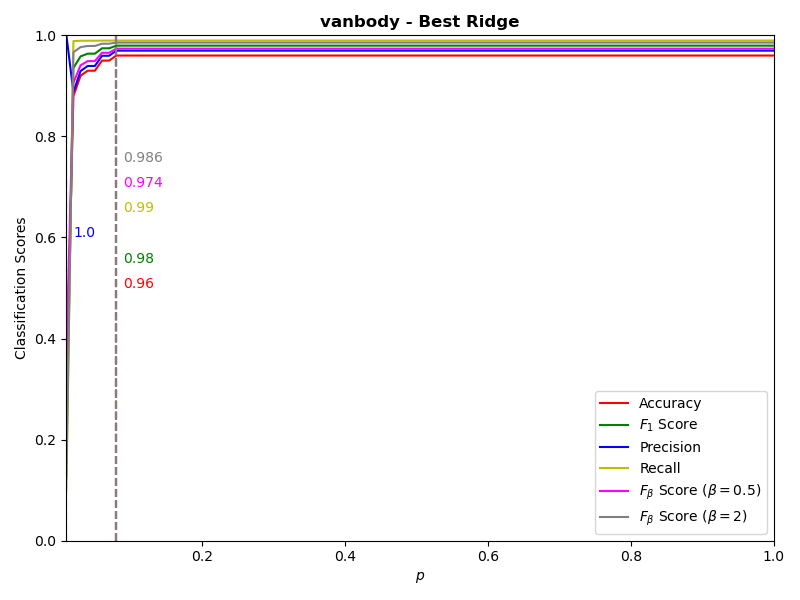 vanbody - Best Ridge
Classification Scores
1.0
0.8
0.6
0.4
0.2
0.0
0.986
0.974
0.99
1.0
0.98
0.96
Accuracy
F₁ Score
Precision
Recall
Fᵦ Score (β = 0.5)
Fᵦ Score (β = 2)
0.2 0.4 0.6 0.8 1.0
p